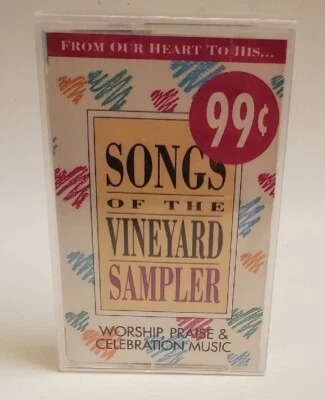 FROM OUR HEART TO HIS...
99¢
SONGS
OF THE
VINEYARD
SAMPLER
WORSHIP, PRAISE &
CELEBRATION MUSIC